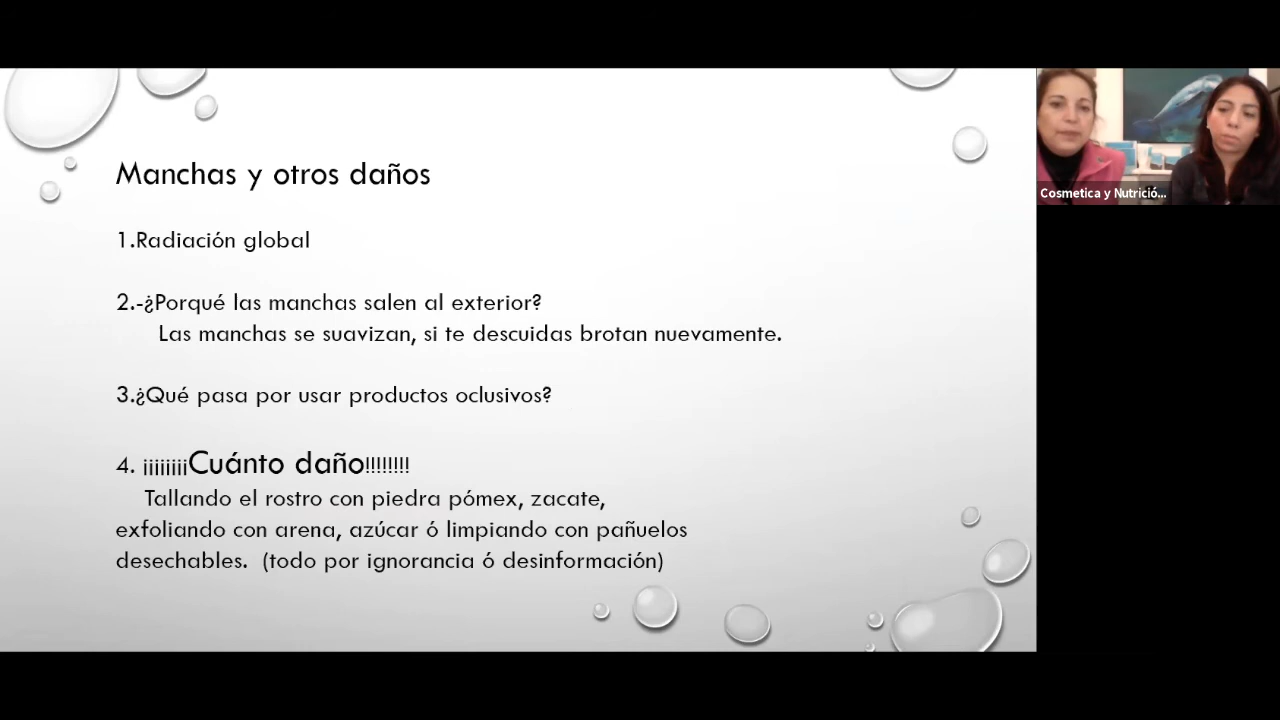 Manchas y otros daños
1.Radiación global
2.-¿Porqué las manchas salen al exterior?
Las manchas se suavizan, si te descuidas brotan nuevamente.
3.¿Qué pasa por usar productos oclusivos?
4. ¡¡¡¡¡¡¡¡Cuánto daño!!!!!!!!
Tallando el rostro con piedra pómex, zacate,
exfoliando con arena, azúcar ó limpiando con pañuelos
desechables. (todo por ignorancia ó desinformación)
Cosmetica y Nutrició...